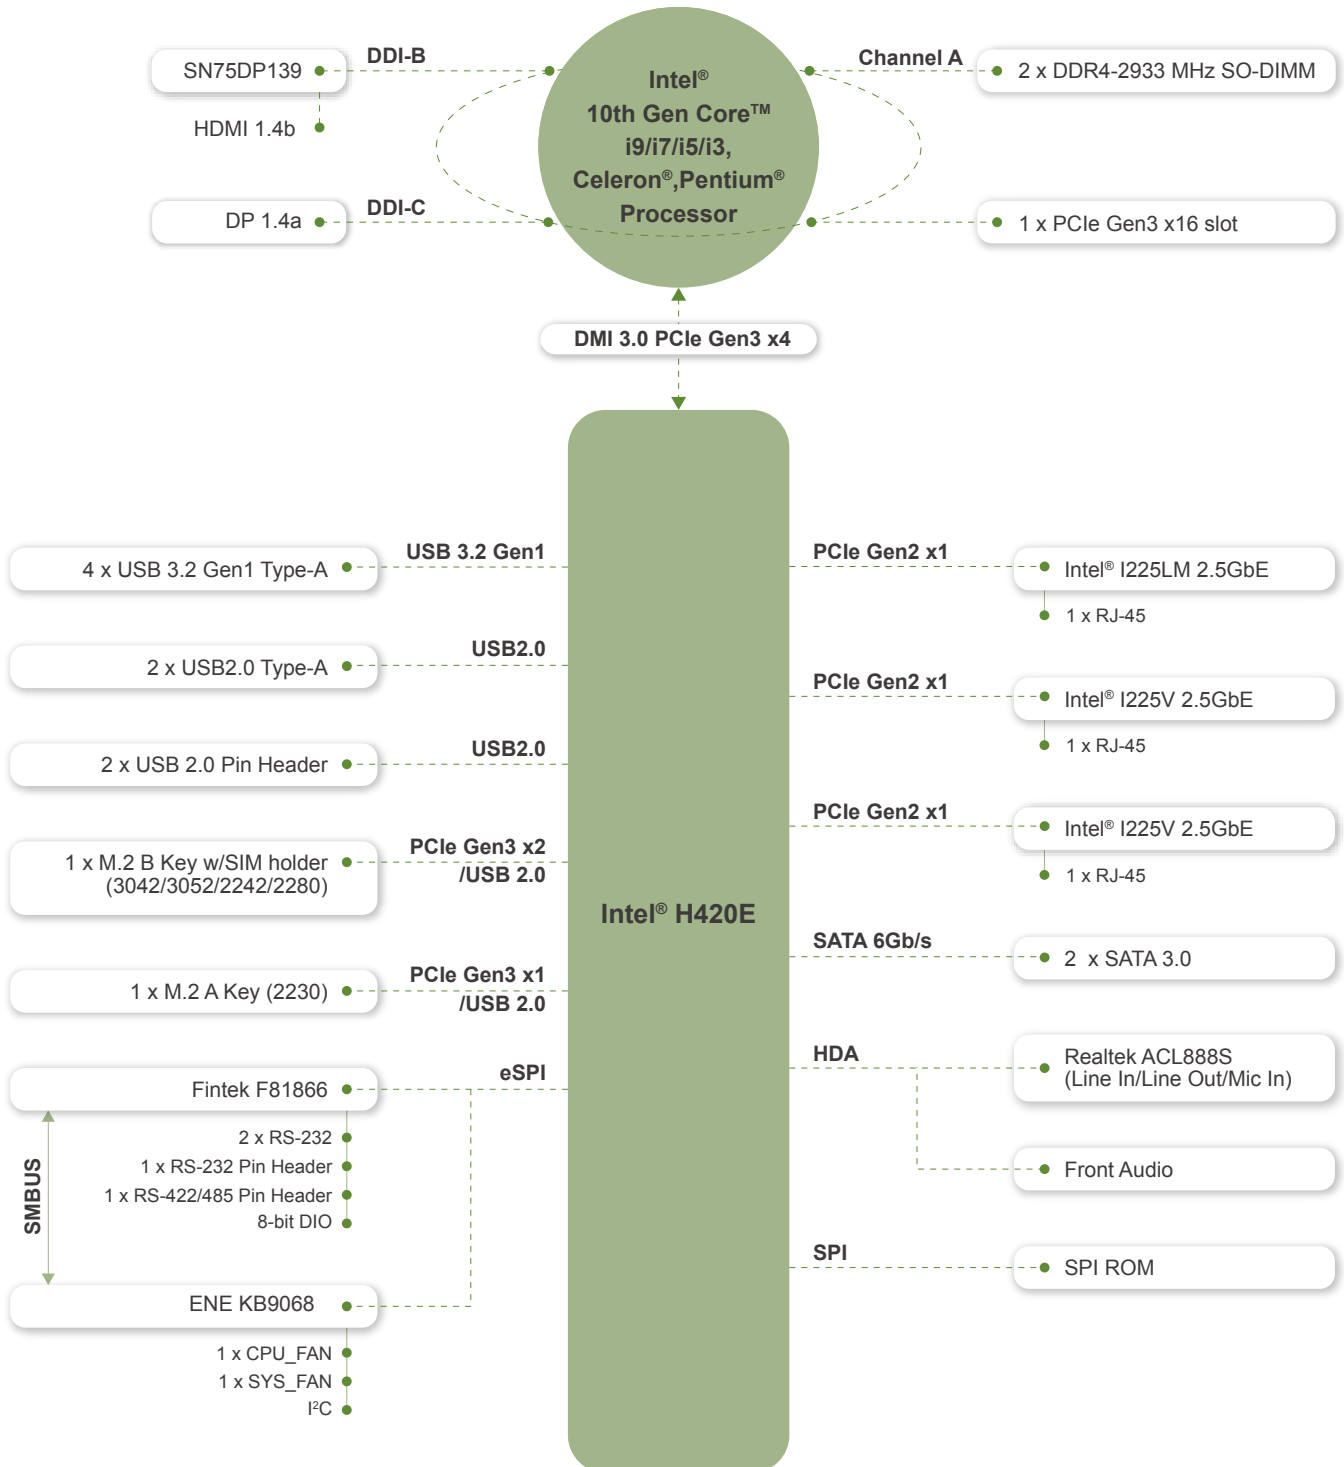 DDI-B
SN75DP139
HDMI 1.4b
DDI-C
DP 1.4a
Intel®
10th Gen Core™
i9/i7/i5/i3,
Celeron®,Pentium®
Processor
Channel A
2 x DDR4-2933 MHz SO-DIMM
1 x PCIe Gen3 x16 slot
DMI 3.0 PCIe Gen3 x4
USB 3.2 Gen1
4 x USB 3.2 Gen1 Type-A
USB2.0
2 x USB2.0 Type-A
USB2.0
2 x USB 2.0 Pin Header
PCIe Gen3 x2
/USB 2.0
1 x M.2 B Key w/SIM holder
(3042/3052/2242/2280)
PCIe Gen3 x1
/USB 2.0
1 x M.2 A Key (2230)
eSPI
Fintek F81866
2 x RS-232
1 x RS-232 Pin Header
1 x RS-422/485 Pin Header
8-bit DIO
SMBUS
ENE KB9068
1 x CPU_FAN
1 x SYS_FAN
I²C
Intel® H420E
PCIe Gen2 x1
Intel® I225LM 2.5GbE
1 x RJ-45
PCIe Gen2 x1
Intel® I225V 2.5GbE
1 x RJ-45
PCIe Gen2 x1
Intel® I225V 2.5GbE
1 x RJ-45
SATA 6Gb/s
2 x SATA 3.0
HDA
Realtek ACL888S
(Line In/Line Out/Mic In)
Front Audio
SPI
SPI ROM